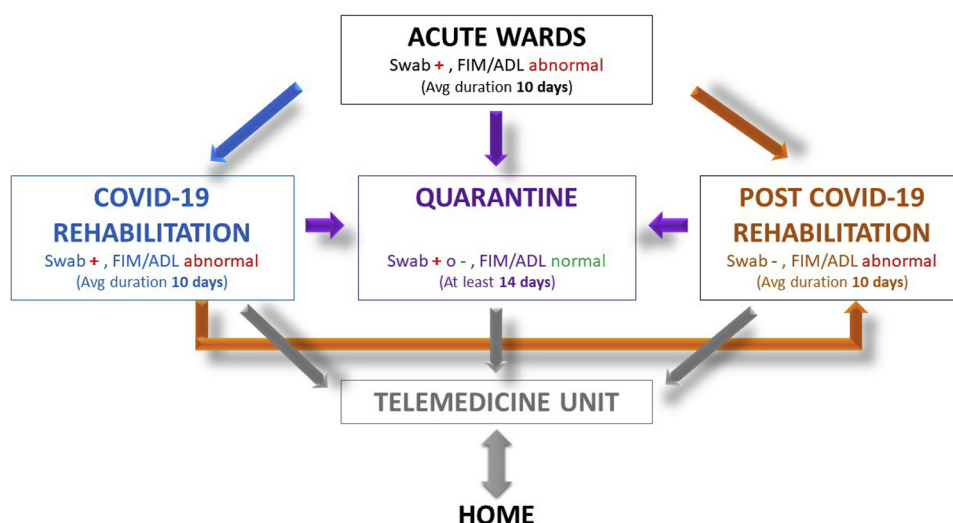 ACUTE WARDS
Swab + , FIM/ADL abnormal
(Avg duration 10 days)
COVID-19
REHABILITATION
Swab + , FIM/ADL abnormal
(Avg duration 10 days)
QUARANTINE
Swab + o - , FIM/ADL normal
(At least 14 days)
POST COVID-19
REHABILITATION
Swab - , FIM/ADL abnormal
(Avg duration 10 days)
TELEMEDICINE UNIT
HOME